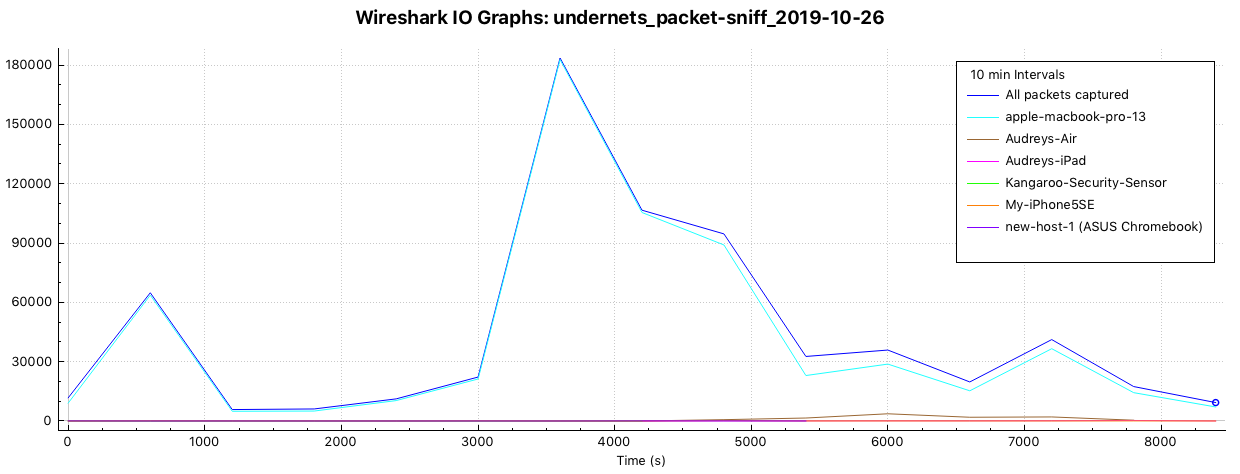 Wireshark IO Graphs: undernets_packet-sniff_2019-10-26
180000
150000
120000
90000
60000
30000
0
10 min Intervals
All packets captured
apple-macbook-pro-13
Audreys-Air
Audreys-iPad
Kangaroo-Security-Sensor
My-iPhone5SE
new-host-1 (ASUS Chromebook)
0 1000 2000 3000 4000 5000 6000 7000 8000
Time (s)